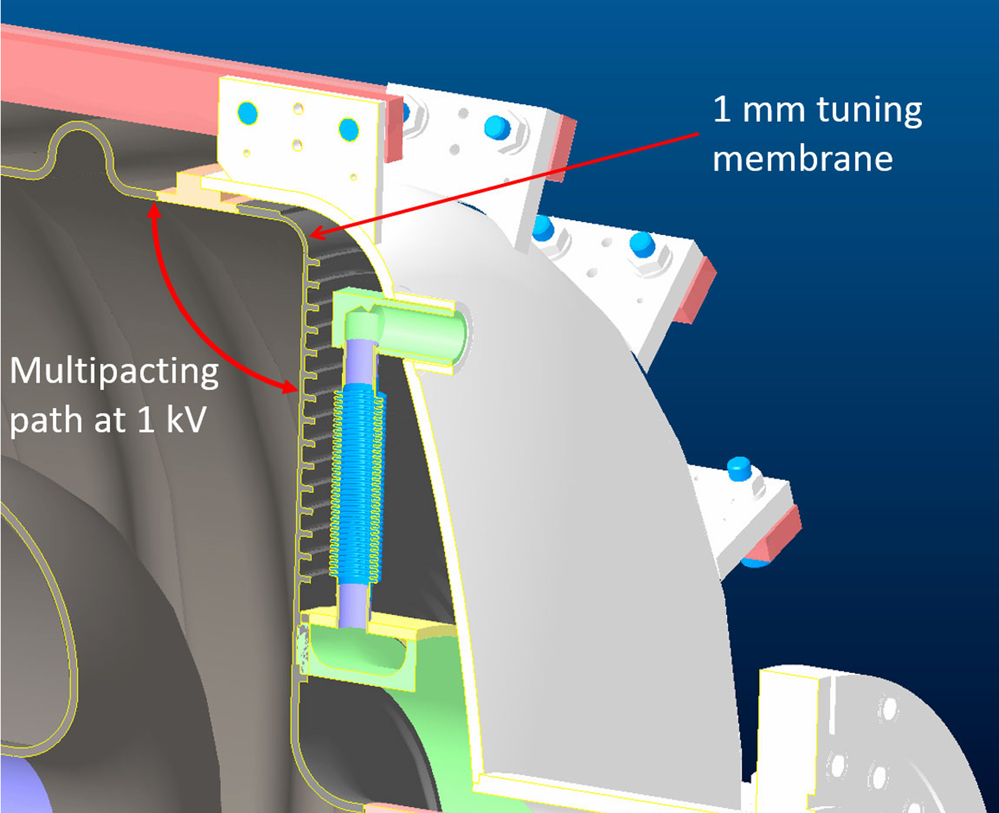 1 mm tuning
membrane
Multipacting
path at 1 kV